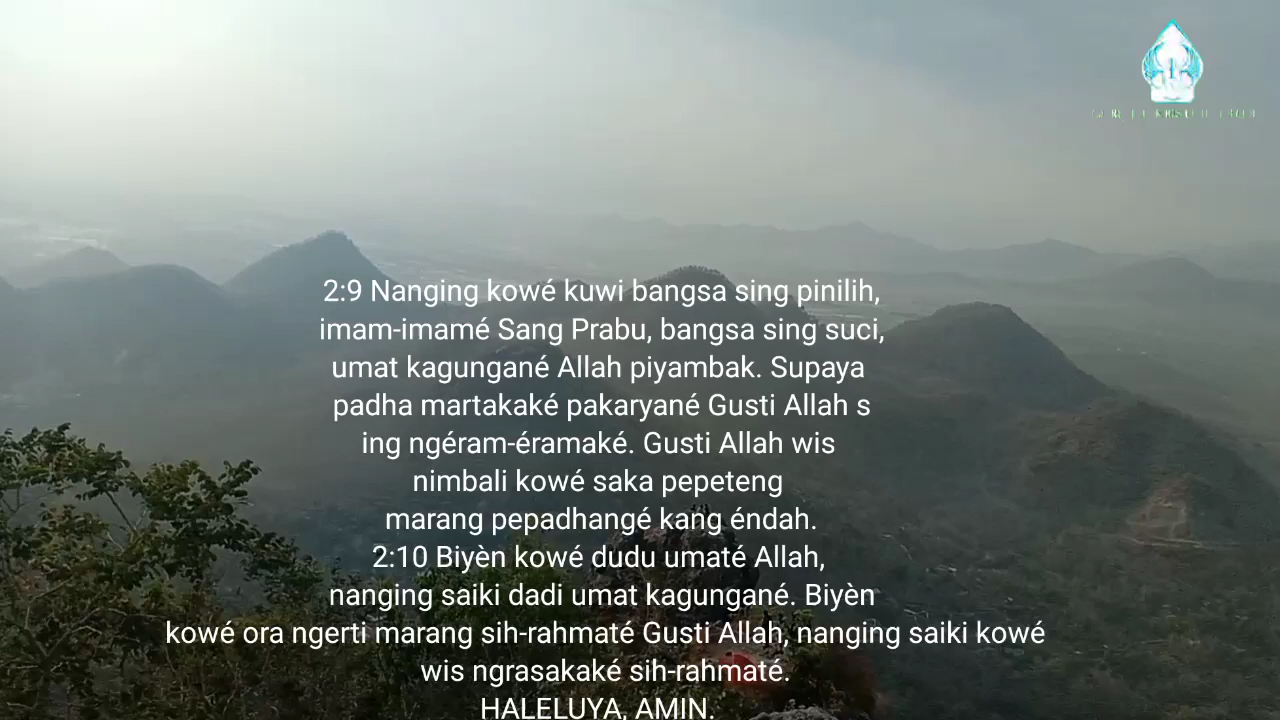 2:9 Nanging kowé kuwi bangsa sing pinilih,
imam-imamé Sang Prabu, bangsa sing suci,
umat kagungané Allah piyambak. Supaya
padha martakaké pakaryané Gusti Allah s
ing ngéram-éramaké. Gusti Allah wis
nimbali kowé saka pepeteng
marang pepadhangé kang éndah.
2:10 Biyèn kowé dudu umaté Allah,
nanging saiki dadi umat kagungané. Biyèn
kowé ora ngerti marang sih-rahmaté Gusti Allah, nanging saiki kowé
wis ngrasakaké sih-rahmaté.
HALELUYA, AMIN.